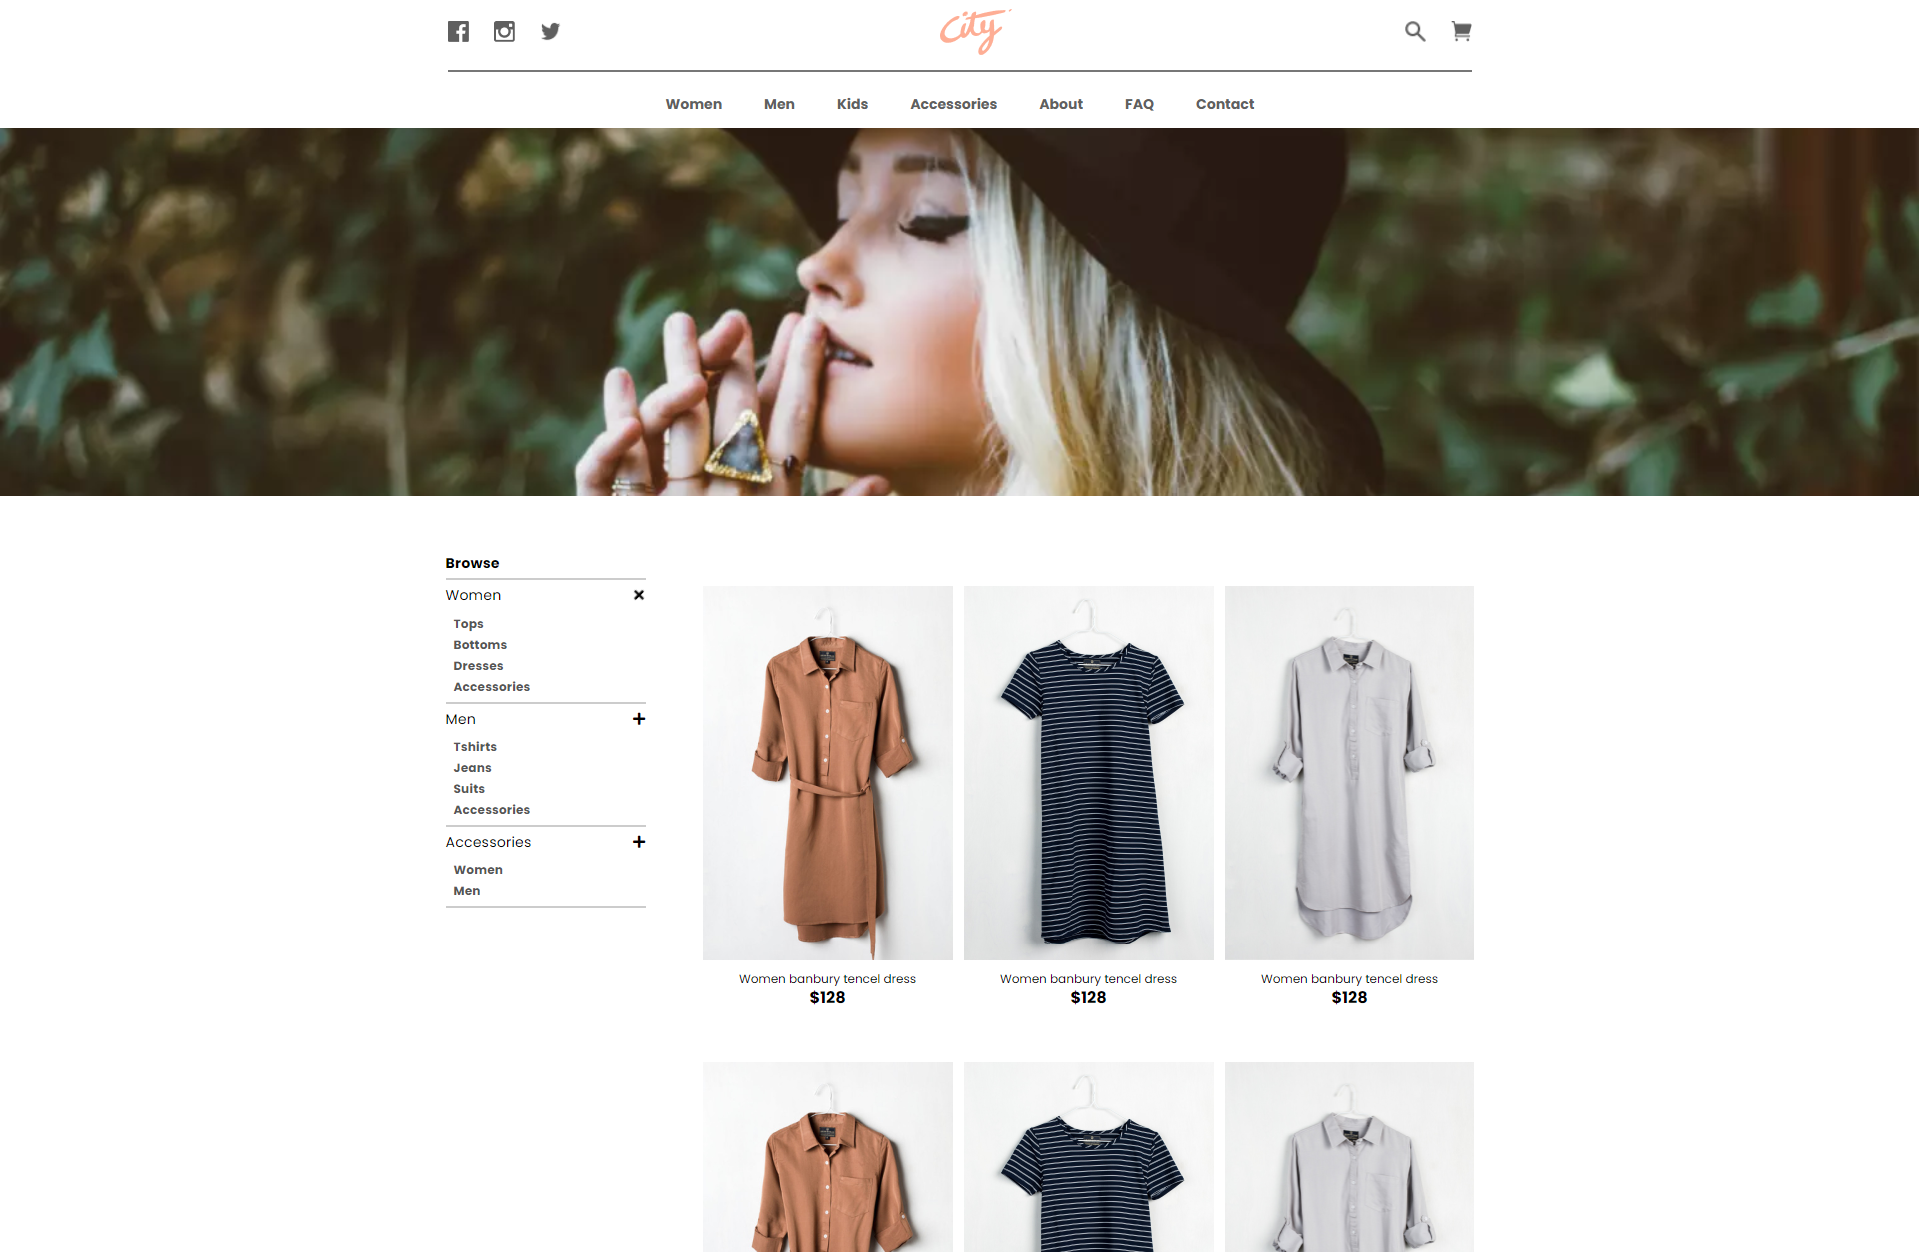 City
Women Men Kids Accessories About FAQ Contact
Browse
Women
Tops
Bottoms
Dresses
Accessories
Men
Tshirts
Jeans
Suits
Accessories
Accessories
Women
Men
Women banbury tencel dress
$128
Women banbury tencel dress
$128
Women banbury tencel dress
$128